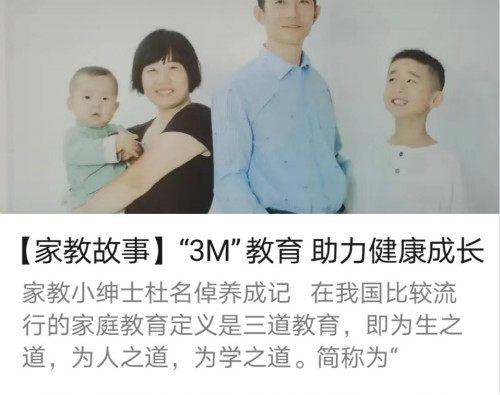 【家教故事】“3M”教育 助力健康成长
家教小绅士杜名倬养成记 在我国比较流
行的家庭教育定义是三道教育，即为生之
道，为人之道，为学之道。简称为“